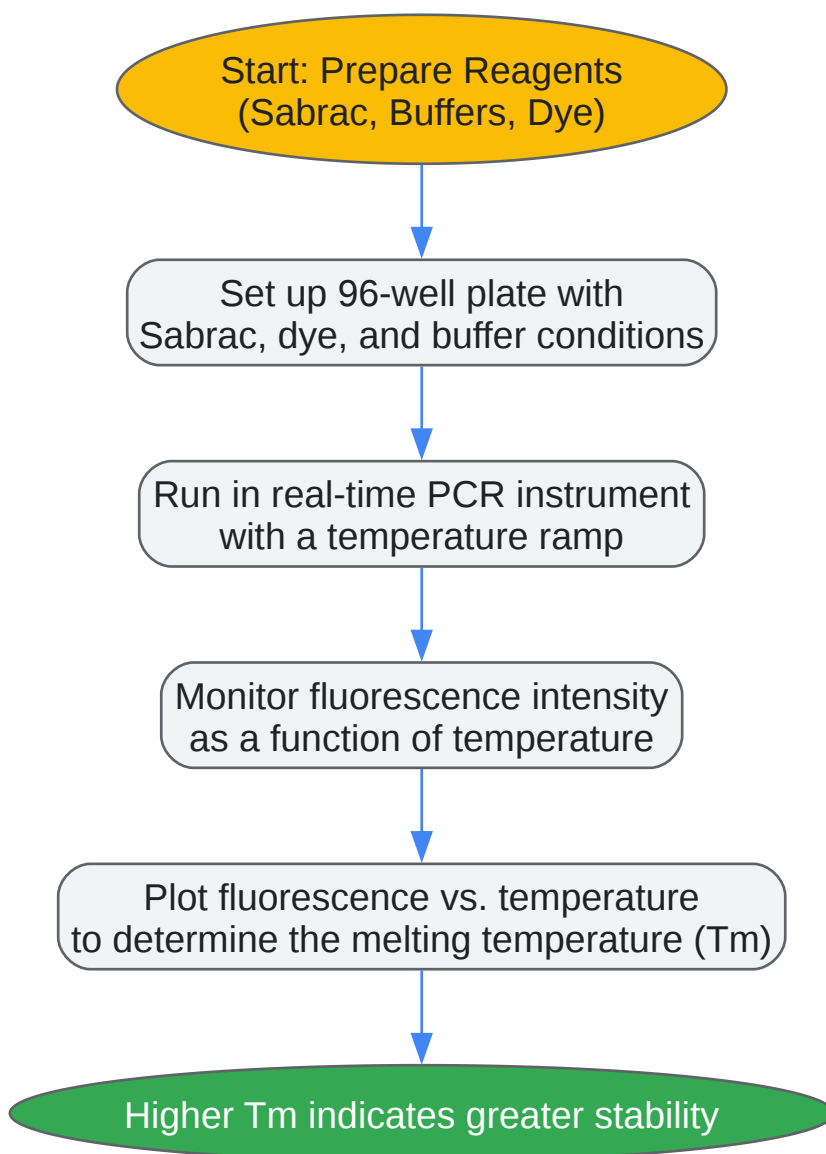 Start: Prepare Reagents
(Sabrac, Buffers, Dye)
Set up 96-well plate with
Sabrac, dye, and buffer conditions
Run in real-time PCR instrument
with a temperature ramp
Monitor fluorescence intensity
as a function of temperature
Plot fluorescence vs. temperature
to determine the melting temperature (Tm)
Higher Tm indicates greater stability